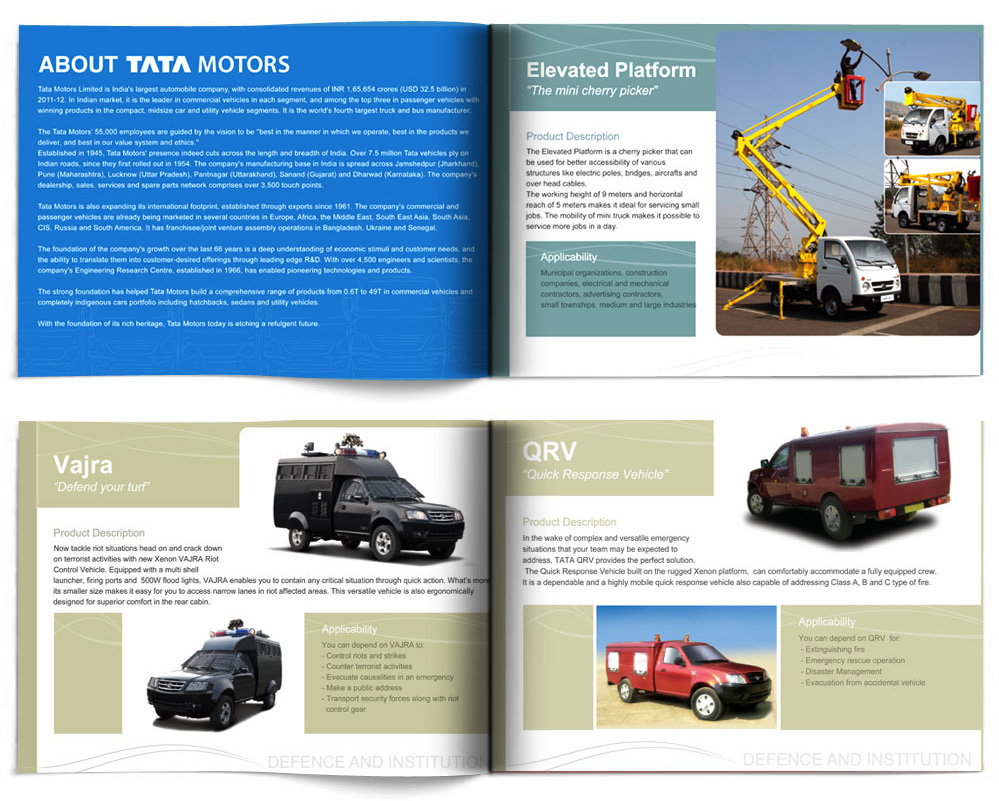 ABOUT TATA MOTORS
Tata Motors Limited is India's largest automobile company, with consolidated revenues of INR 1,65,654 crores (USD 32.5 billion) in
2011-12. In Indian market, it is the leader in commercial vehicles in each segment, and among the top three in passenger vehicles with
winning products in the compact, midsize car and utility vehicle segments. It is the world's fourth largest truck and bus manufacturer.
The Tata Motors' 55,000 employees are guided by the vision to be "best in the manner in which we operate, best in the products we
deliver, and best in our value system and ethics."
Established in 1945, Tata Motors' presence indeed cuts across the length and breadth of India. Over 7.5 million Tata vehicles ply on
Indian roads, since they first rolled out in 1954. The company's manufacturing base in India is spread across Jamshedpur (Jharkhand),
Pune (Maharashtra), Lucknow (Uttar Pradesh), Pantnagar (Uttarakhand), Sanand (Gujarat) and Dharwad (Karnataka). The company's
dealership, sales, services and spare parts network comprises over 3,500 touch points.
Tata Motors is also expanding its international footprint, established through exports since 1961. The company's commercial and
passenger vehicles are already being marketed in several countries in Europe, Africa, the Middle East, South East Asia, South Asia,
CIS, Russia and South America. It has franchisee/joint venture assembly operations in Bangladesh, Ukraine and Senegal.
The foundation of the company's growth over the last 66 years is a deep understanding of economic stimuli and customer needs, and
the ability to translate them into customer-desired offerings through leading edge R&D. With over 4,500 engineers and scientists, the
company's Engineering Research Centre, established in 1966, has enabled pioneering technologies and products.
The strong foundation has helped Tata Motors build a comprehensive range of products from 0.6T to 49T in commercial vehicles and
completely indigenous cars portfolio including hatchbacks, sedans and utility vehicles.
With the foundation of its rich heritage, Tata Motors today is etching a refulgent future.
Elevated Platform
"The mini cherry picker"
Product Description
The Elevated Platform is a cherry picker that can
be used for better accessibility of various
structures like electric poles, bridges, aircrafts and
over head cables.
The working height of 9 meters and horizontal
reach of 5 meters makes it ideal for servicing small
jobs. The mobility of mini truck makes it possible to
service more jobs in a day.
Applicability
Municipal organizations, construction
companies, electrical and mechanical
contractors, advertising contractors,
small townships, medium and large industries
Vajra
"Defend your turf"
Product Description
Now tackle riot situations head on and crack down
on terrorist activities with new Xenon VAJRA Riot
Control Vehicle. Equipped with a multi shell
launcher, firing ports and 500W flood lights, VAJRA enables you to contain any critical situation through quick action. What's more
its smaller size makes it easy for you to access narrow lanes in riot affected areas. This versatile vehicle is also ergonomically
designed for superior comfort in the rear cabin.
Applicability
You can depend on VAJRA to:
- Control riots and strikes
- Counter terrorist activities
- Evacuate causalities in an emergency
- Make a public address
- Transport security forces along with riot
control gear
DEFENCE AND INSTITUTION
QRV
"Quick Response Vehicle"
Product Description
In the wake of complex and versatile emergency
situations that your team may be expected to
address, TATA QRV provides the perfect solution.
The Quick Response Vehicle built on the rugged Xenon platform, can comfortably accommodate a fully equipped crew.
It is a dependable and a highly mobile quick response vehicle also capable of addressing Class A, B and C type of fire.
Applicability
You can depend on QRV for:
- Extinguishing fire
- Emergency rescue operation
- Disaster Management
- Evacuation from accidental vehicle
DEFENCE AND INSTITUTION